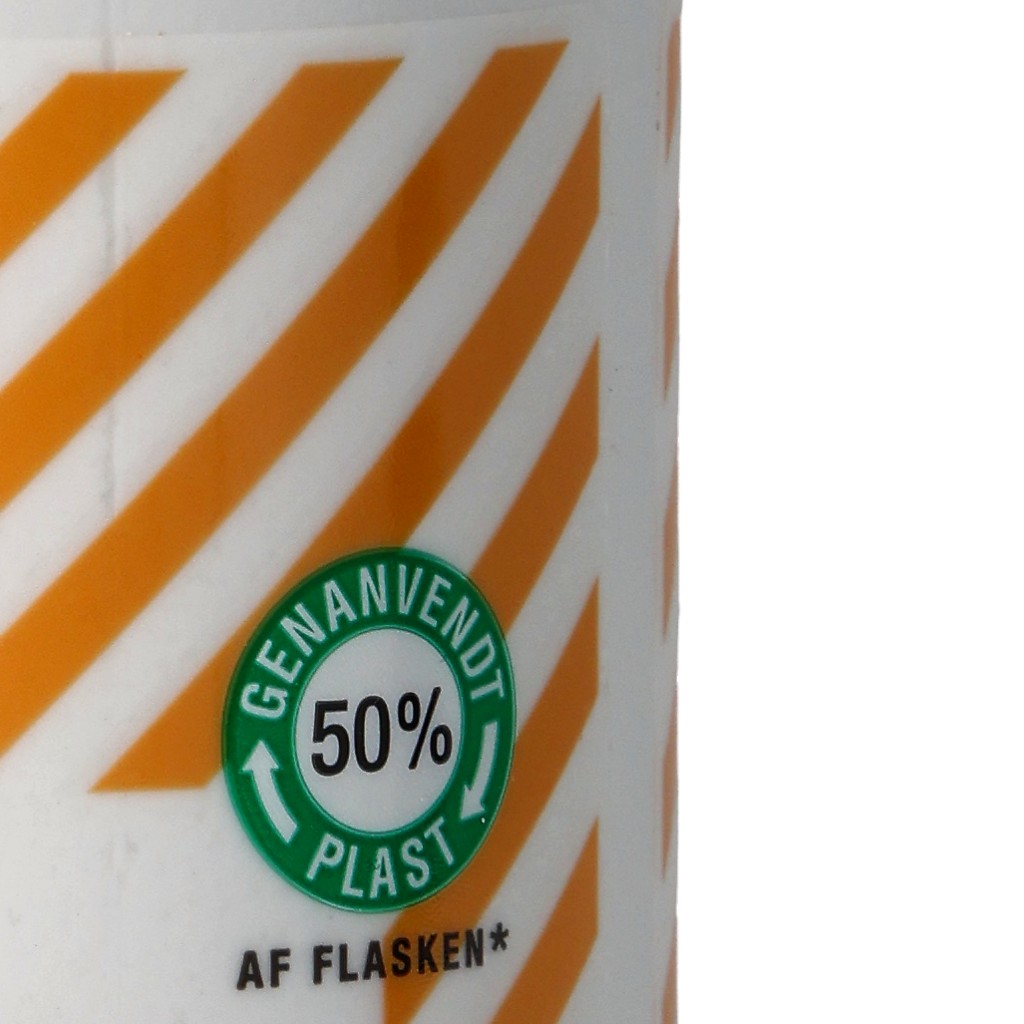 GENANVENDT
50%
PLAST
AF FLASKEN*